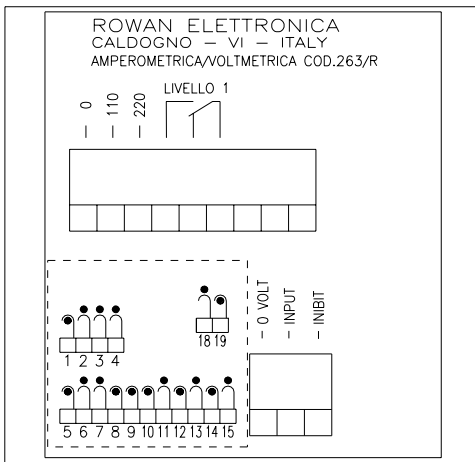 ROWAN ELETTRONICA
CALDOGNO – VI – ITALY
AMPEROMETRICA/VOLTMETRICA COD.263/R
LIVELLO 1
– 0
– 110
– 220
– 0 VOLT
– INPUT
– INIBIT
18 19
1 2 3 4
5 6 7 8 9 10 11 12 13 14 15